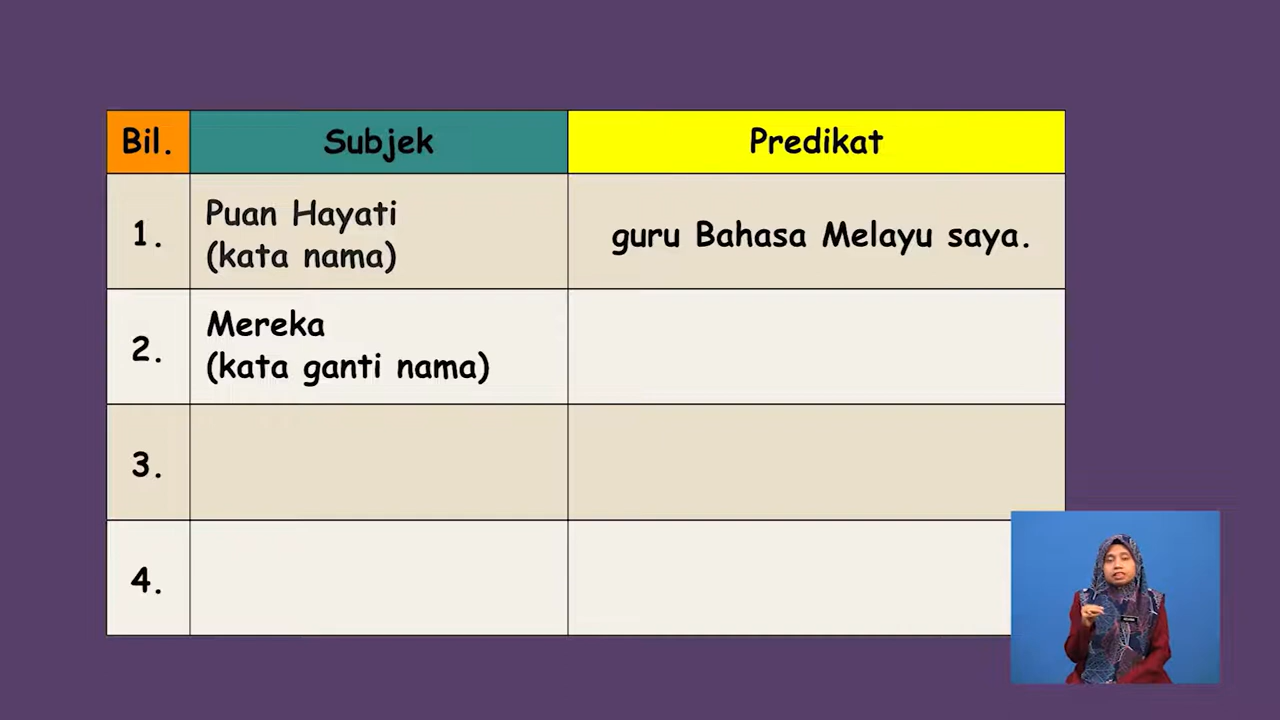 Bil.
Subjek
Predikat
1.
Puan Hayati
(kata nama)
guru Bahasa Melayu saya.
2.
Mereka
(kata ganti nama)
3.
4.